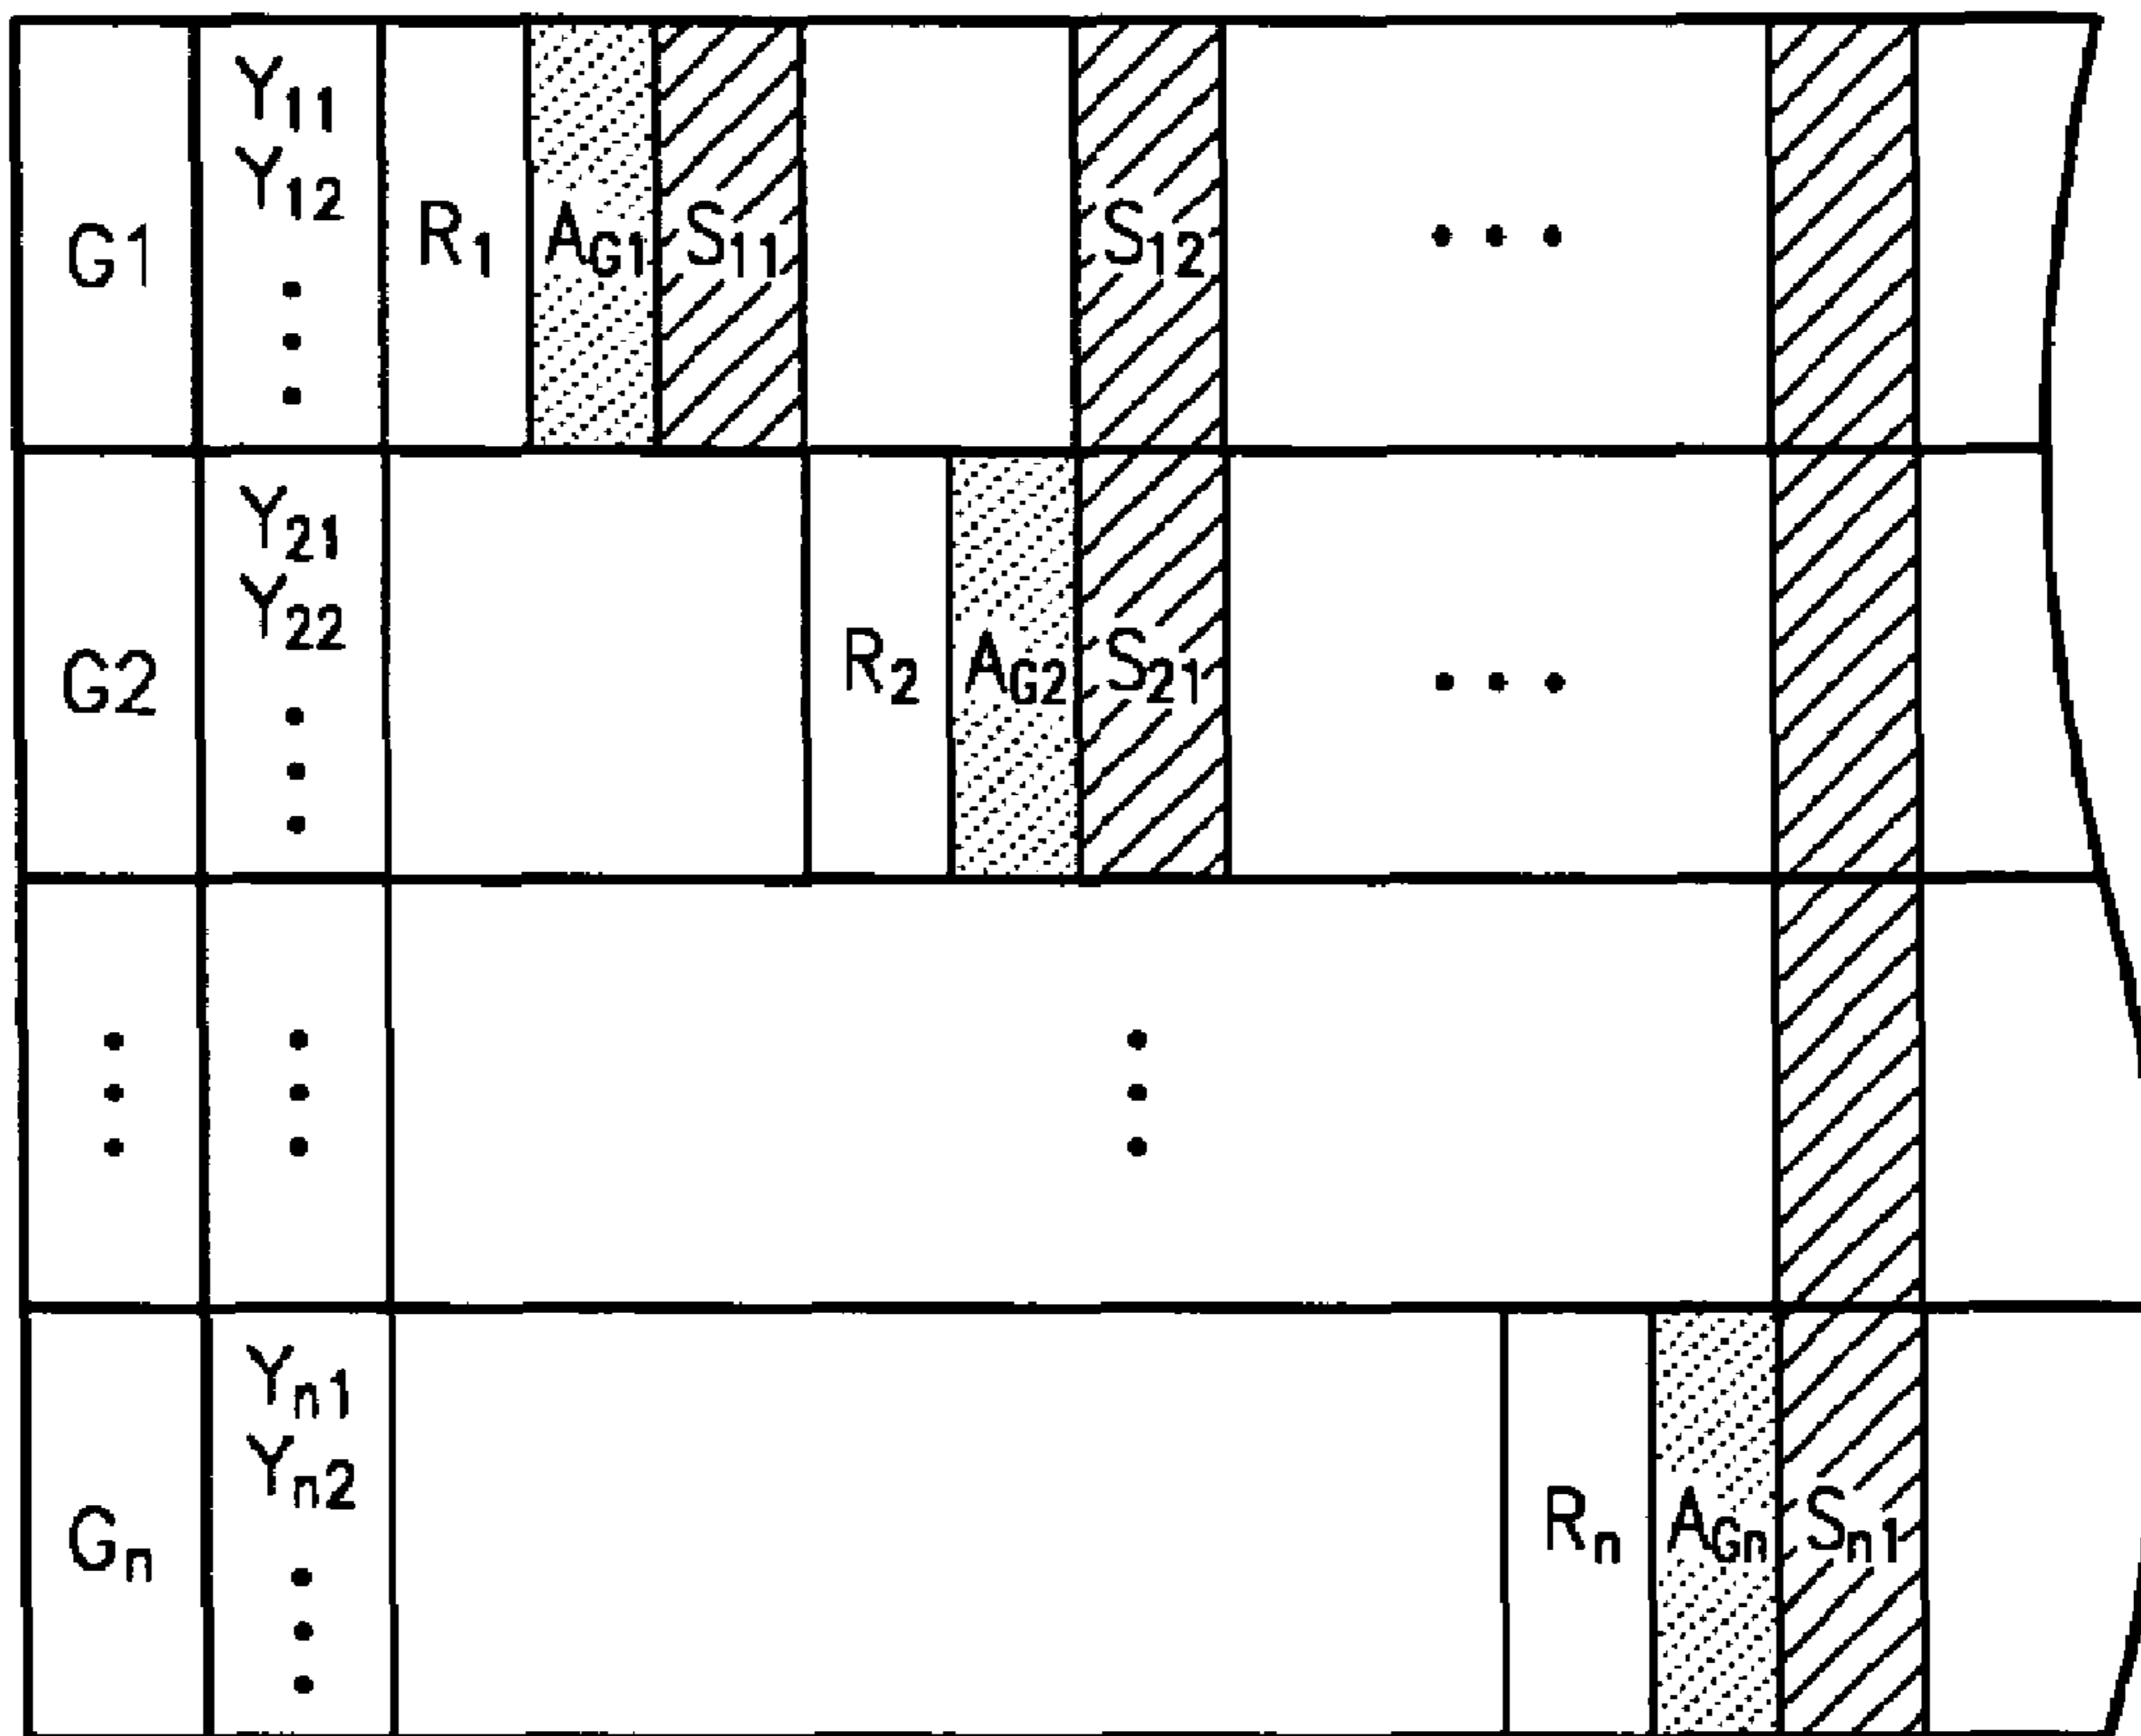 G1 Y11 Y12 R1 AG1 S11 S12 ...
G2 Y21 Y22 R2 AG2 S21 ...
Gn Yn1 Yn2 Rn AGn Sn1